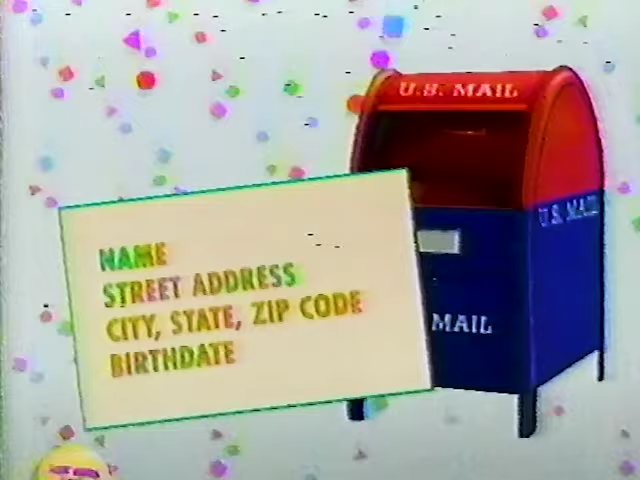 U.S. MAIL
U.S. MAIL
NAME
STREET ADDRESS
CITY, STATE, ZIP CODE
BIRTHDATE
MAIL